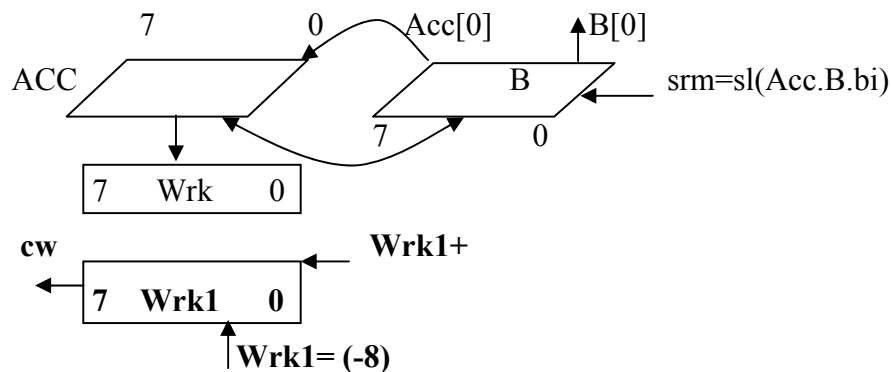 7 0 Acc[0] B[0]
ACC B srm=sl(Acc.B.bi)
7 0
7 Wrk 0
cw Wrk1+
7 Wrk1 0
Wrk1= (-8)